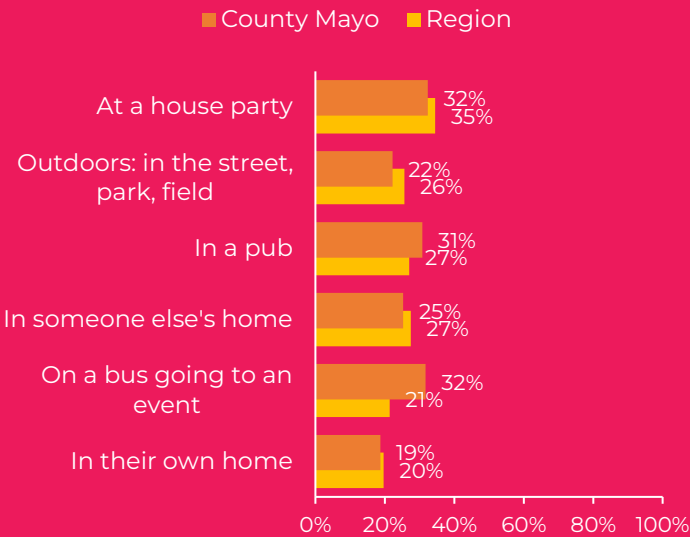 County Mayo Region
At a house party
32%
35%
Outdoors: in the street,
park, field
22%
26%
In a pub
31%
27%
In someone else's home
25%
27%
On a bus going to an
event
32%
21%
In their own home
19%
20%
0% 20% 40% 60% 80% 100%